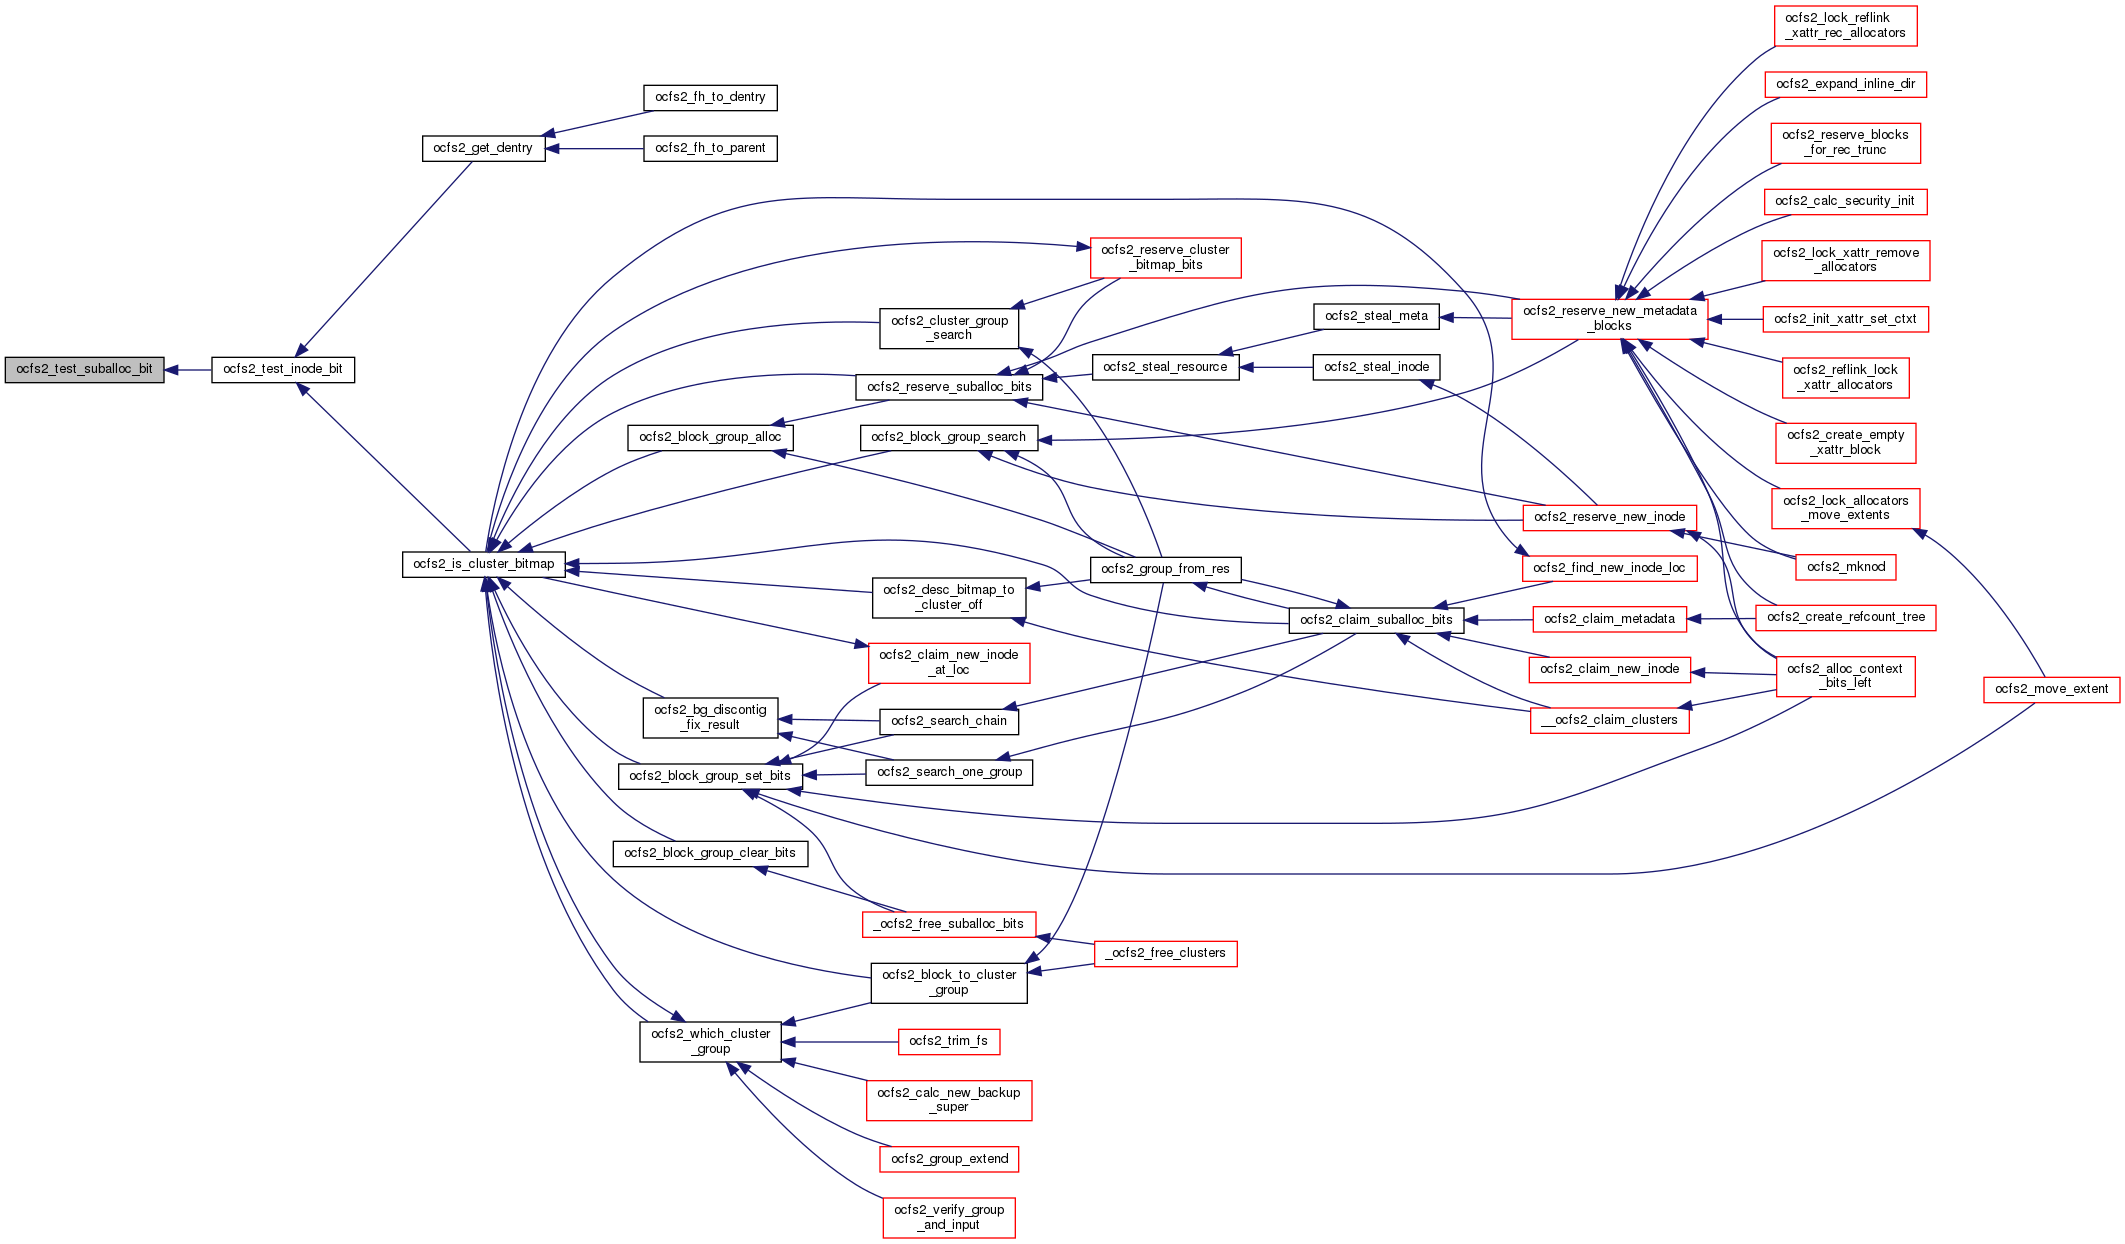 ocfs2_test_suballoc_bit
ocfs2_test_inode_bit
ocfs2_get_dentry
ocfs2_is_cluster_bitmap
ocfs2_fh_to_dentry
ocfs2_fh_to_parent
ocfs2_block_group_alloc
ocfs2_bg_discontig
_fix_result
ocfs2_block_group_set_bits
ocfs2_block_group_clear_bits
ocfs2_which_cluster
_group
ocfs2_cluster_group
_search
ocfs2_reserve_suballoc_bits
ocfs2_block_group_search
ocfs2_desc_bitmap_to
_cluster_off
ocfs2_claim_new_inode
_at_loc
ocfs2_search_chain
ocfs2_search_one_group
_ocfs2_free_suballoc_bits
ocfs2_block_to_cluster
_group
ocfs2_trim_fs
ocfs2_calc_new_backup
_super
ocfs2_group_extend
ocfs2_verify_group
_and_input
ocfs2_reserve_cluster
_bitmap_bits
ocfs2_steal_resource
ocfs2_group_from_res
_ocfs2_free_clusters
ocfs2_steal_meta
ocfs2_steal_inode
ocfs2_claim_suballoc_bits
ocfs2_reserve_new_metadata
_blocks
ocfs2_reserve_new_inode
ocfs2_find_new_inode_loc
ocfs2_claim_metadata
ocfs2_claim_new_inode
__ocfs2_claim_clusters
ocfs2_lock_reflink
_xattr_rec_allocators
ocfs2_expand_inline_dir
ocfs2_reserve_blocks
_for_rec_trunc
ocfs2_calc_security_init
ocfs2_lock_xattr_remove
_allocators
ocfs2_init_xattr_set_ctxt
ocfs2_reflink_lock
_xattr_allocators
ocfs2_create_empty
_xattr_block
ocfs2_lock_allocators
_move_extents
ocfs2_mknod
ocfs2_create_refcount_tree
ocfs2_alloc_context
_bits_left
ocfs2_move_extent